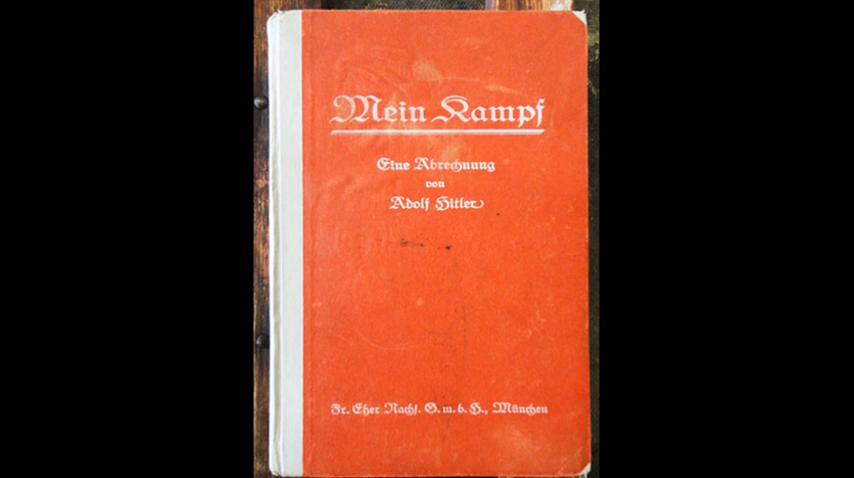 Mein Kampf
Eine Abrechnung
von
Adolf Hitler
Fr. Eher Nachf. G. m. b. H., München